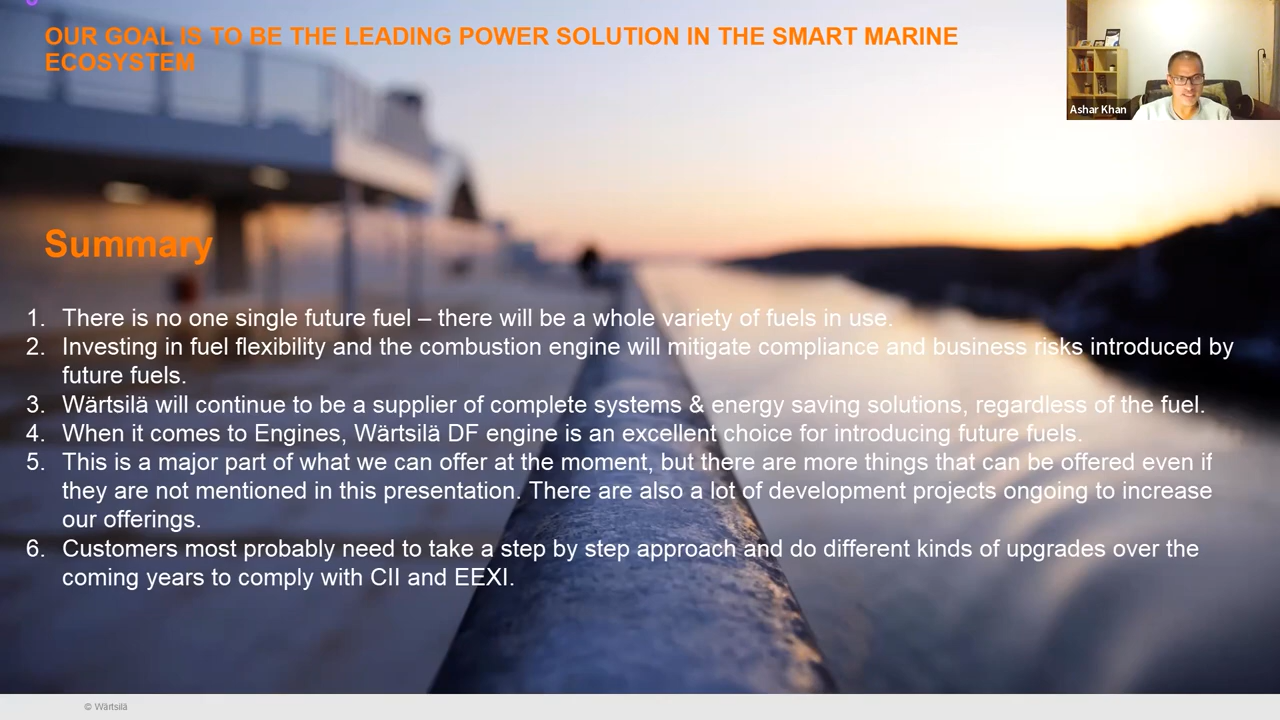 OUR GOAL IS TO BE THE LEADING POWER SOLUTION IN THE SMART MARINE
ECOSYSTEM
Ashar Khan
Summary
1. There is no one single future fuel – there will be a whole variety of fuels in use.
2. Investing in fuel flexibility and the combustion engine will mitigate compliance and business risks introduced by
future fuels.
3. Wärtsilä will continue to be a supplier of complete systems & energy saving solutions, regardless of the fuel.
4. When it comes to Engines, Wärtsilä DF engine is an excellent choice for introducing future fuels.
5. This is a major part of what we can offer at the moment, but there are more things that can be offered even if
they are not mentioned in this presentation. There are also a lot of development projects ongoing to increase
our offerings.
6. Customers most probably need to take a step by step approach and do different kinds of upgrades over the
coming years to comply with CII and EEXI.
© Wärtsilä